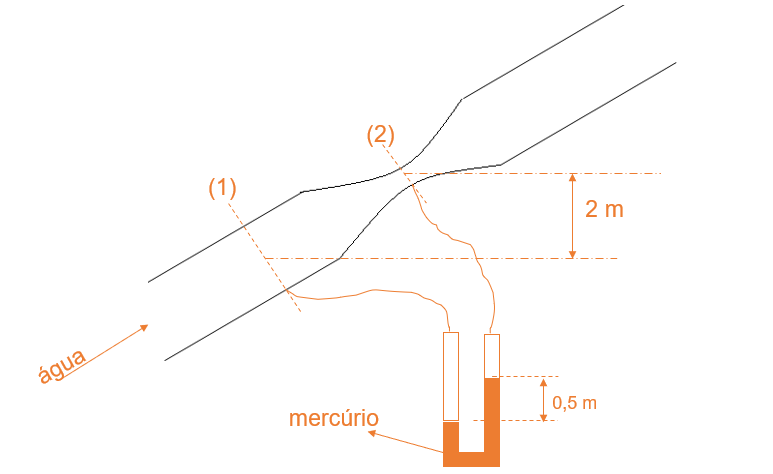 (2)
(1)
2 m
água
0,5 m
mercúrio